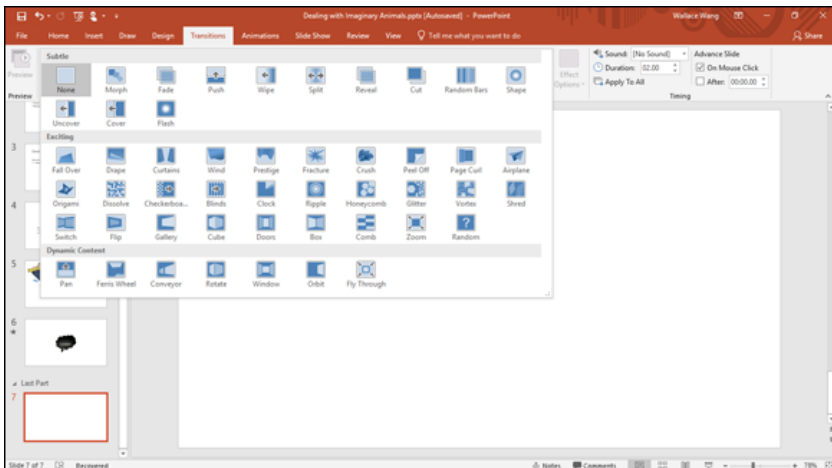 Dealing with Imaginary Animals.pptx [Autosaved] - PowerPoint
Wallace Wang
File Home Insert Draw Design Transitions Animations Slide Show Review View Tell me what you want to do
Share
Preview
Preview
Subtle
None Morph Fade Push Wipe Split Reveal Cut Random Bars Shape
Uncover Cover Flash
Exciting
Fall Over Drape Curtains Wind Prestige Fracture Crush Peel Off Page Curl Airplane
Origami Dissolve Checkerboa... Blinds Clock Ripple Honeycomb Glitter Vortex Shred
Switch Flip Gallery Cube Doors Box Comb Zoom Random
Dynamic Content
Pan Ferris Wheel Conveyor Rotate Window Orbit Fly Through
Effect
Options
Sound: [No Sound]
Duration: 02.00
Apply To All
Advance Slide
On Mouse Click
After: 00:00.00
Timing
3
4
5
6
Last Part
7
Slide 7 of 7 Recovered
Notes Comments 78%